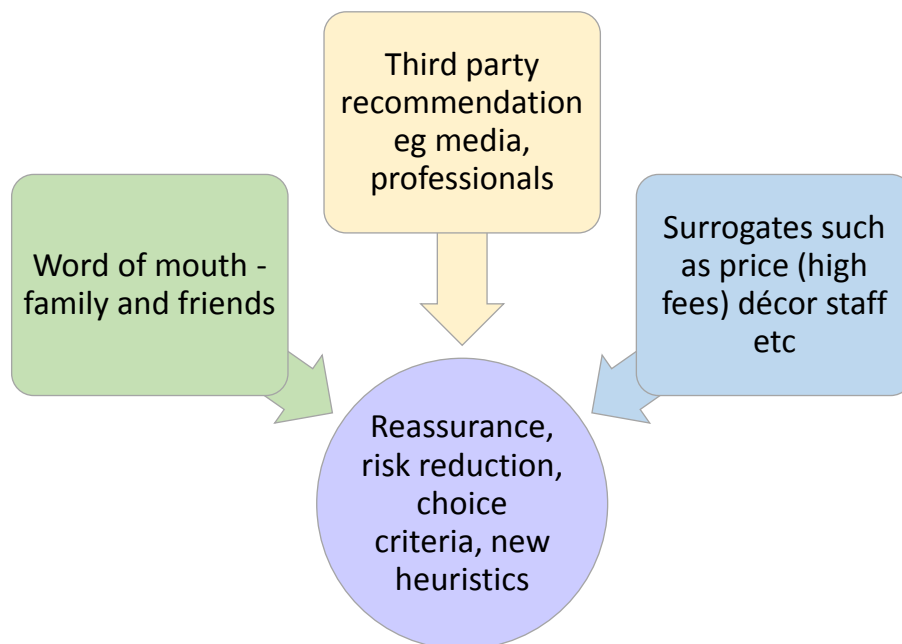 Third party
recommendation
eg media,
professionals
Word of mouth -
family and friends
Surrogates such
as price (high
fees) décor staff
etc
Reassurance,
risk reduction,
choice
criteria, new
heuristics